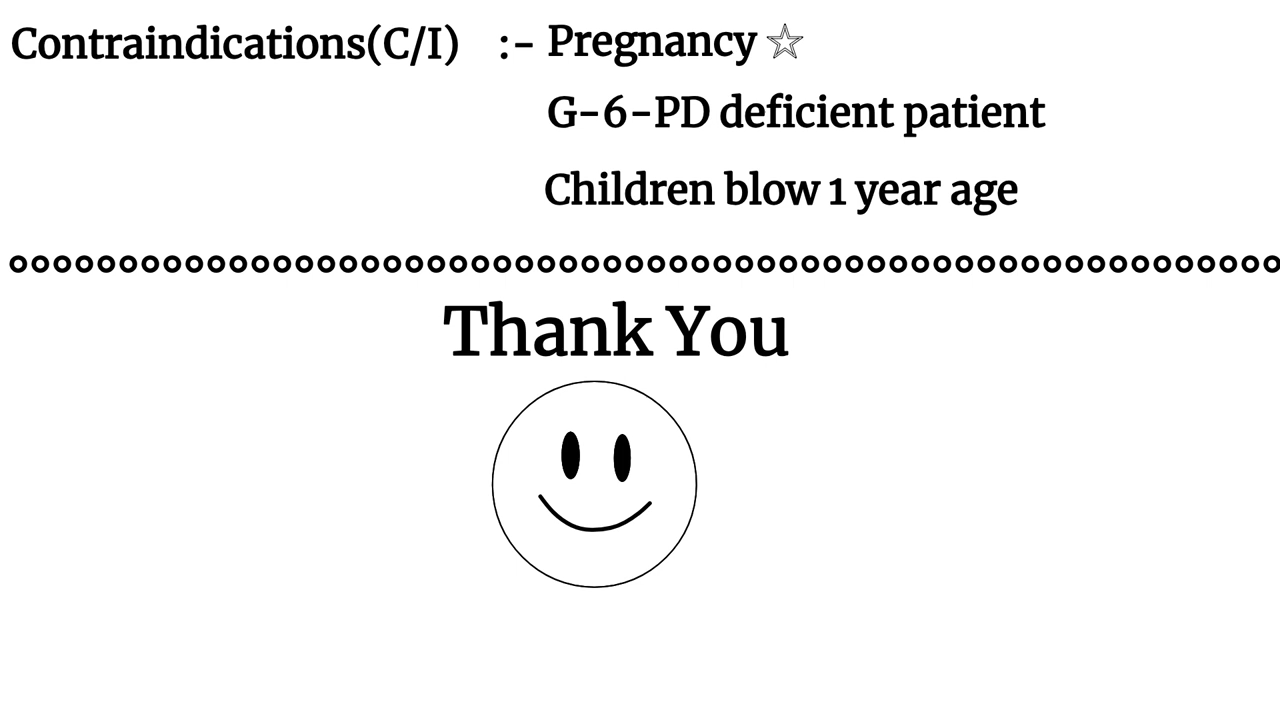 Contraindications(C/I) :- Pregnancy ☆
G-6-PD deficient patient
Children blow 1 year age
Thank You